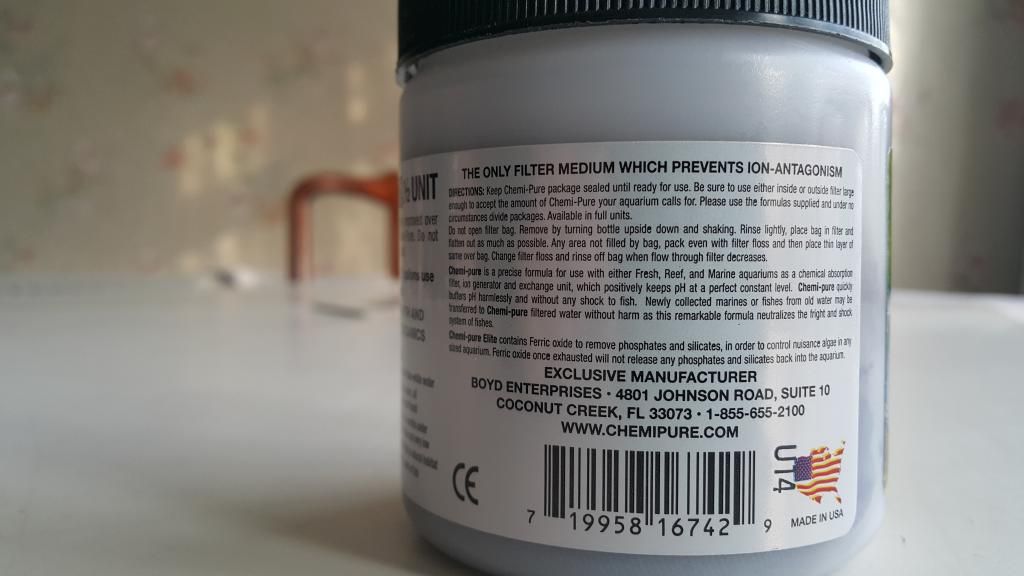 THE ONLY FILTER MEDIUM WHICH PREVENTS ION-ANTAGONISM
DIRECTIONS: Keep Chemi-Pure package sealed until ready for use. Be sure to use either inside or outside filter large
enough to accept the amount of Chemi-Pure your aquarium calls for. Please use the formulas supplied and under no
circumstances divide packages. Available in full units.
Do not open filter bag. Remove by turning bottle upside down and shaking. Rinse lightly, place bag in filter and
flatten out as much as possible. Any area not filled by bag, pack even with filter floss and then place thin layer of
same over bag. Change filter floss and rinse off bag when flow through filter decreases.
Chemi-pure is a precise formula for use with either Fresh, Reef, and Marine aquariums as a chemical absorption
filter, ion generator and exchange unit, which positively keeps pH at a perfect constant level. Chemi-pure quickly
buffers pH harmlessly and without any shock to fish. Newly collected marines or fishes from old water may be
transferred to Chemi-pure filtered water without harm as this remarkable formula neutralizes the fright and shock
system of fishes.
Chemi-pure Elite contains Ferric oxide to remove phosphates and silicates, in order to control nuisance algae in any
sized aquarium. Ferric oxide once exhausted will not release any phosphates and silicates back into the aquarium.
EXCLUSIVE MANUFACTURER
BOYD ENTERPRISES • 4801 JOHNSON ROAD, SUITE 10
COCONUT CREEK, FL 33073 • 1-855-655-2100
WWW.CHEMIPURE.COM
UNIT
over
Do not
use
AND
CE
7 19958 16742 9
U14
MADE IN USA